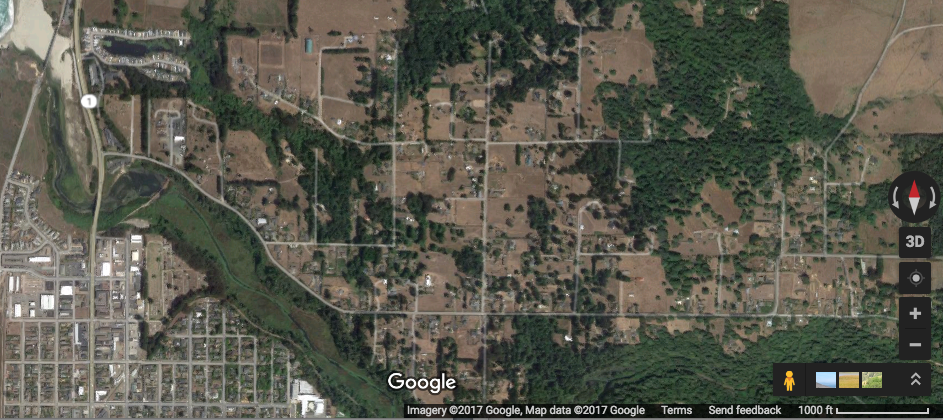 1
3D
+
−
Google
Imagery ©2017 Google, Map data ©2017 Google Terms Send feedback 1000 ft